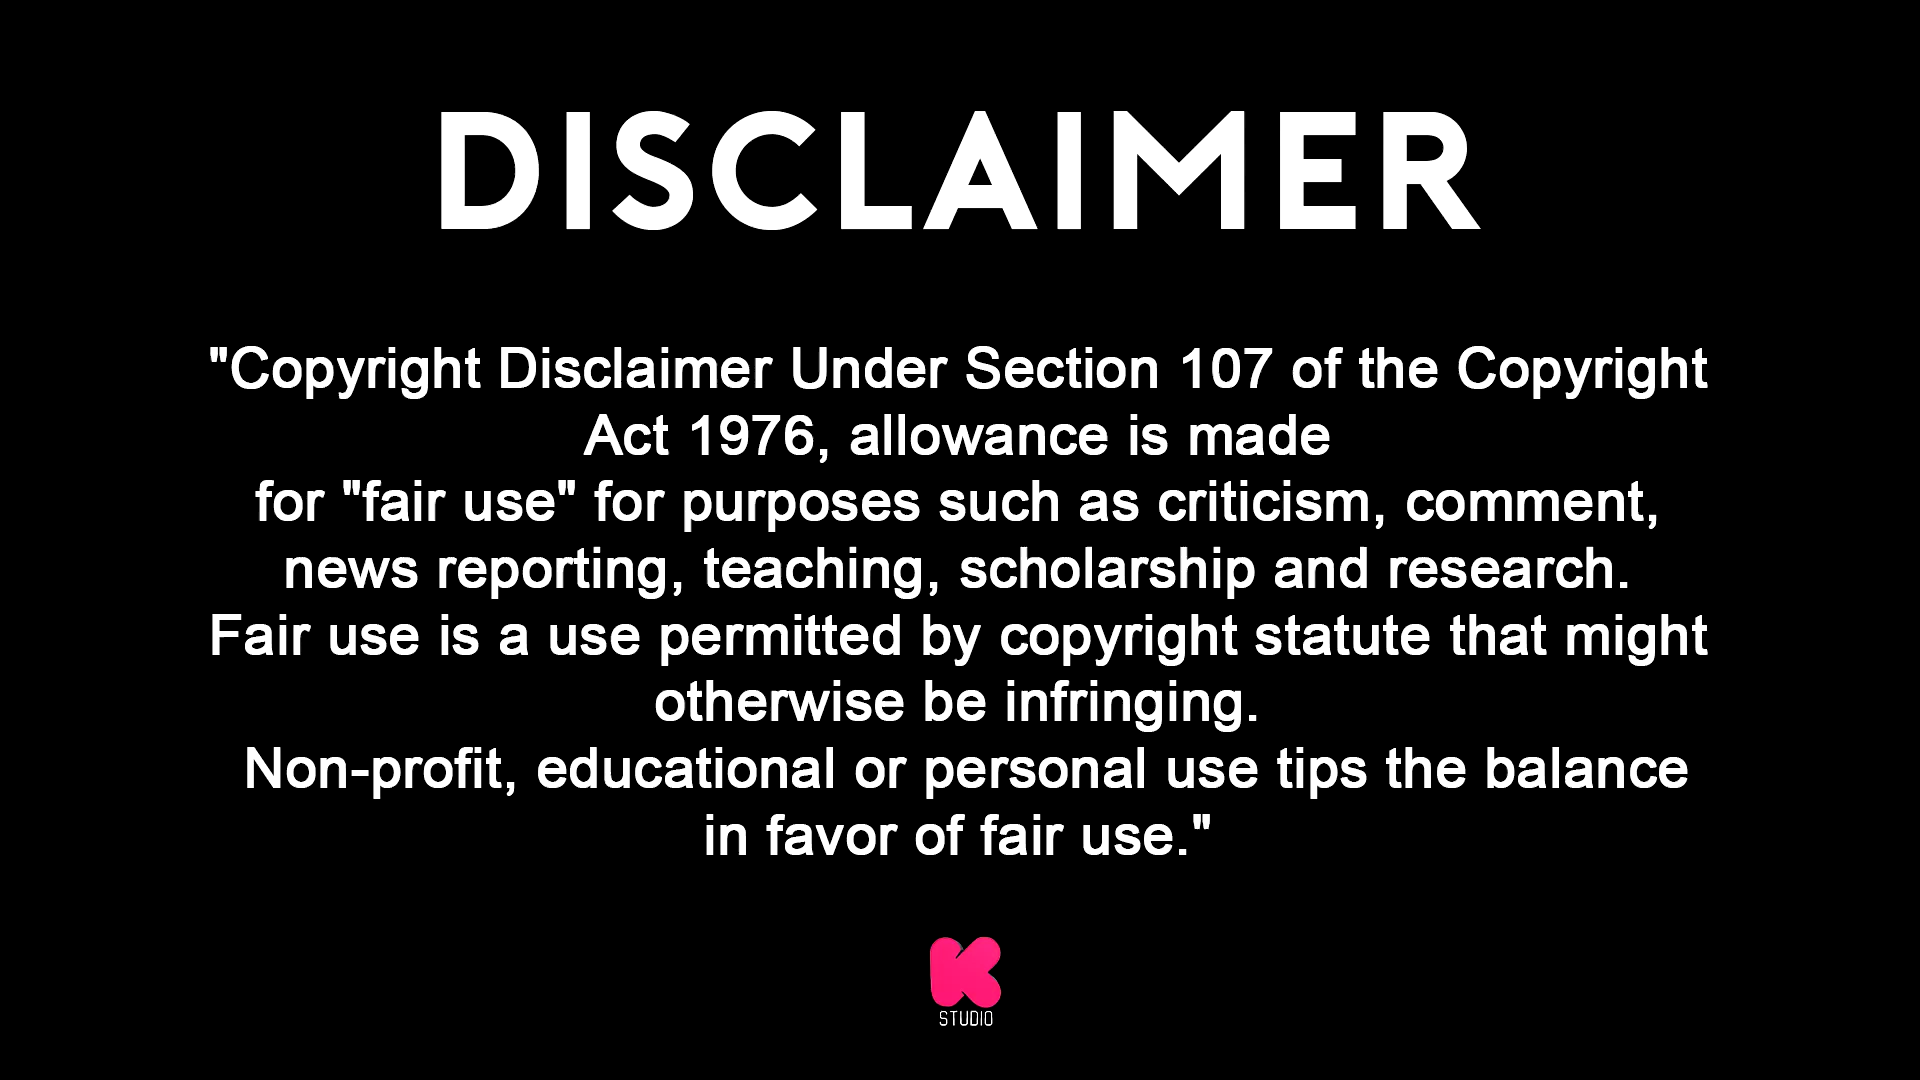 DISCLAIMER
"Copyright Disclaimer Under Section 107 of the Copyright
Act 1976, allowance is made
for "fair use" for purposes such as criticism, comment,
news reporting, teaching, scholarship and research.
Fair use is a use permitted by copyright statute that might
otherwise be infringing.
Non-profit, educational or personal use tips the balance
in favor of fair use."
K
STUDIO